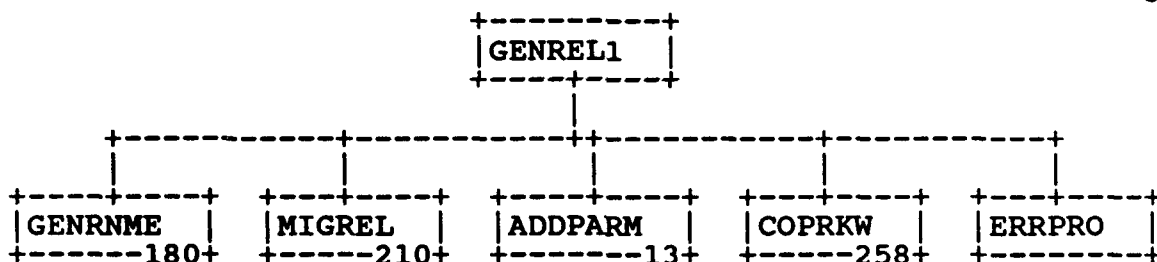 GENREL1
GENRNME MIGREL ADDPARM COPRKW ERRPRO
180 210 13 258